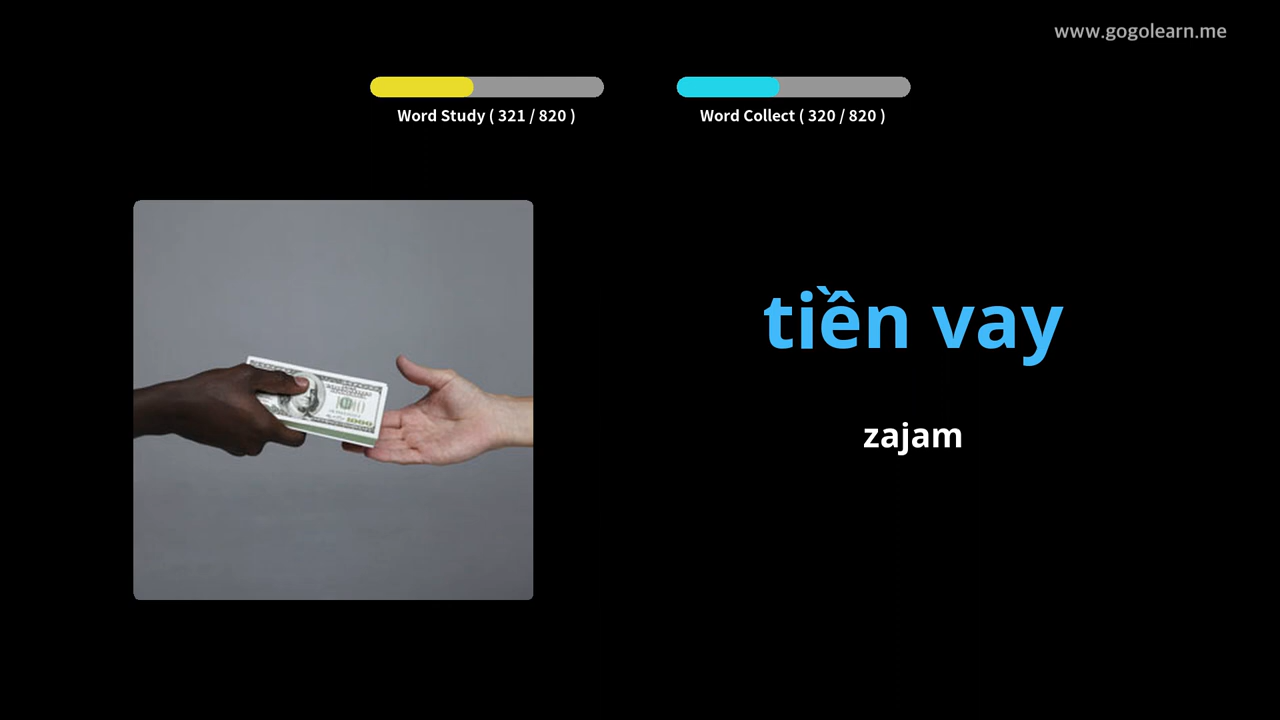 www.gogolearn.me
Word Study ( 321 / 820 )
Word Collect ( 320 / 820 )
tiền vay
zajam